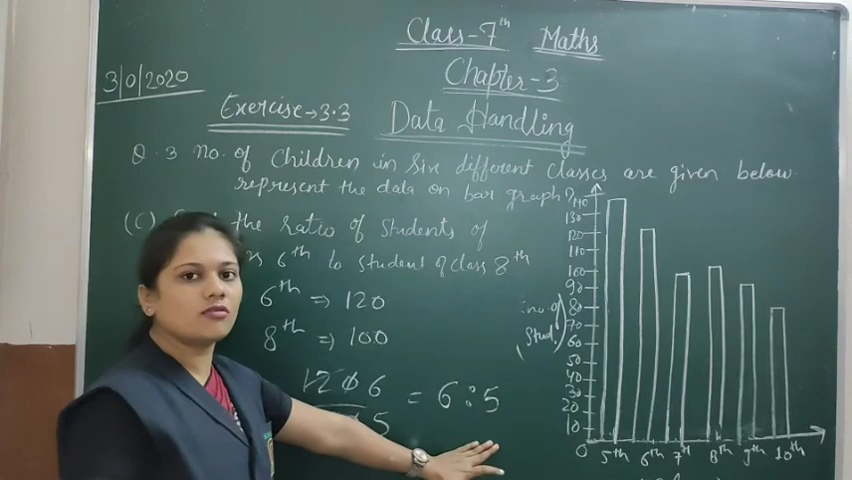 Class-7th Maths
3/0/2020
Chapter-3
Exercise→3.3
Data Handling
Q.3 No. of Children in Six different Classes are given below.
represent the data on bar graph
(C) the ratio of Students of
6th to Student of class 8th
6th ⇒ 120
8th ⇒ 100
120 6
5
= 6:5
no. of
Stud.
140
130
120
110
100
90
80
70
60
50
40
30
20
10
0
5th 6th 7th 8th 9th 10th